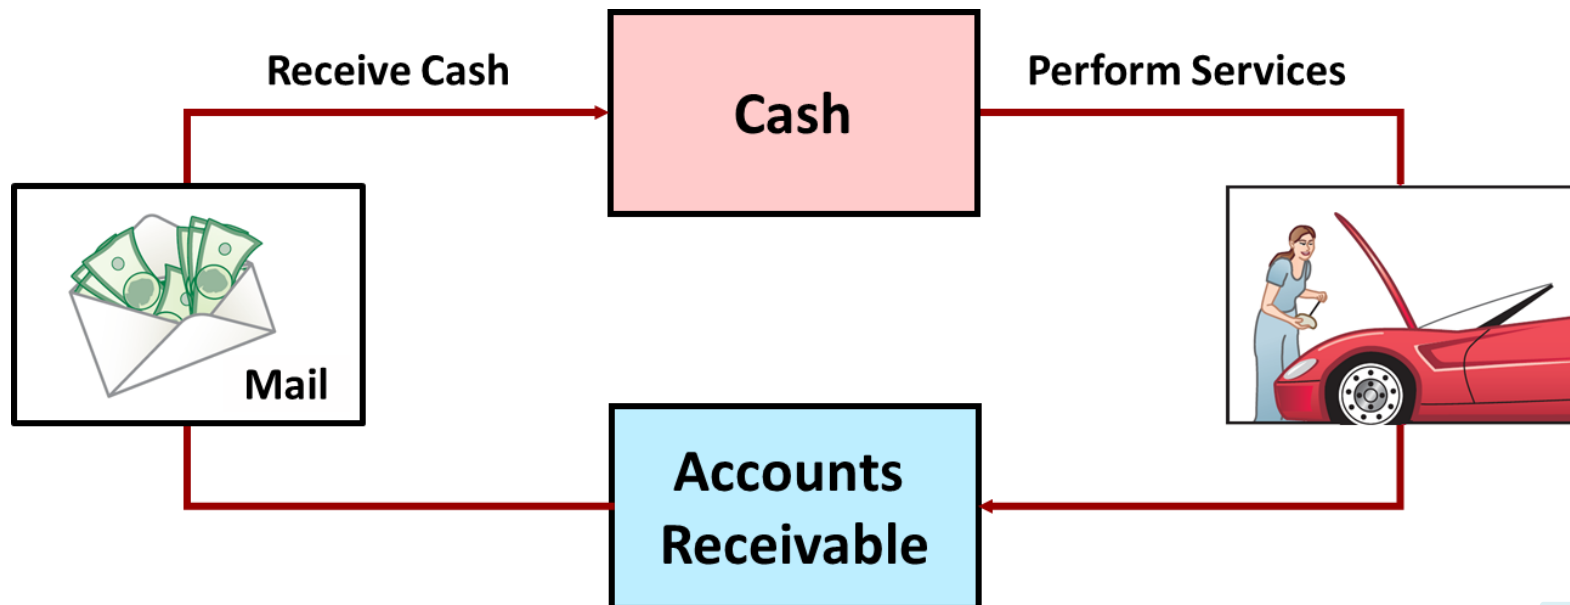 Receive Cash
Cash
Perform Services
Mail
Accounts
Receivable